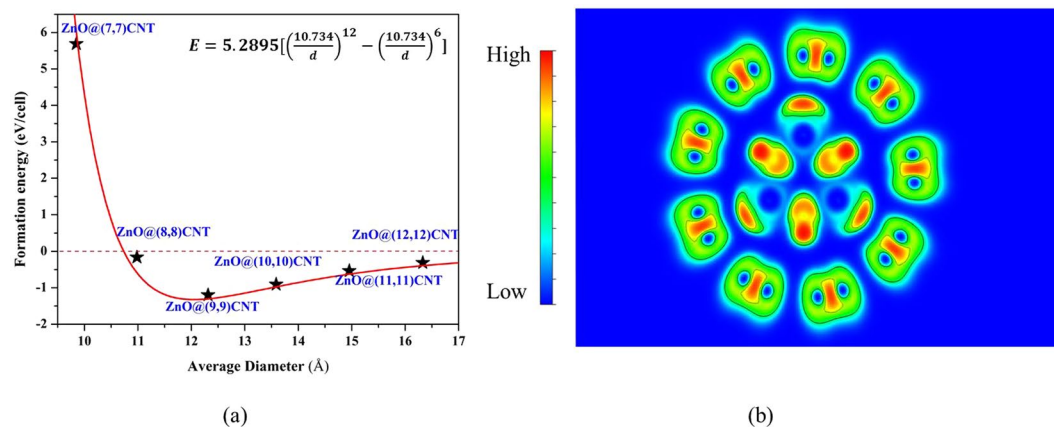 6
5
4
3
2
1
0
-1
-2
Formation energy (eV/cell)
ZnO@(7,7)CNT
E = 5.2895[(10.734/d)^12 − (10.734/d)^6]
ZnO@(8,8)CNT
ZnO@(12,12)CNT
ZnO@(10,10)CNT
ZnO@(11,11)CNT
ZnO@(9,9)CNT
10 11 12 13 14 15 16 17
Average Diameter (Å)
(a)
High
Low
(b)